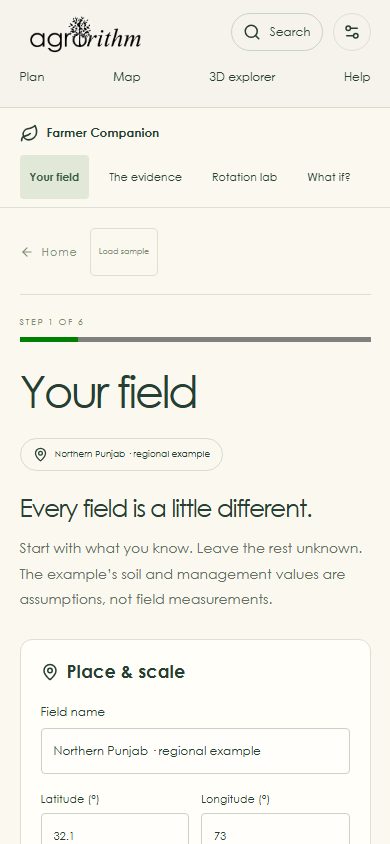 agrorithm
Search
Plan
Map
3D explorer
Help
Farmer Companion
Your field
The evidence
Rotation lab
What if?
Home
Load sample
STEP 1 OF 6
Your field
Northern Punjab · regional example
Every field is a little different.
Start with what you know. Leave the rest unknown.
The example's soil and management values are
assumptions, not field measurements.
Place & scale
Field name
Northern Punjab · regional example
Latitude (°)
Longitude (°)
32.1
73